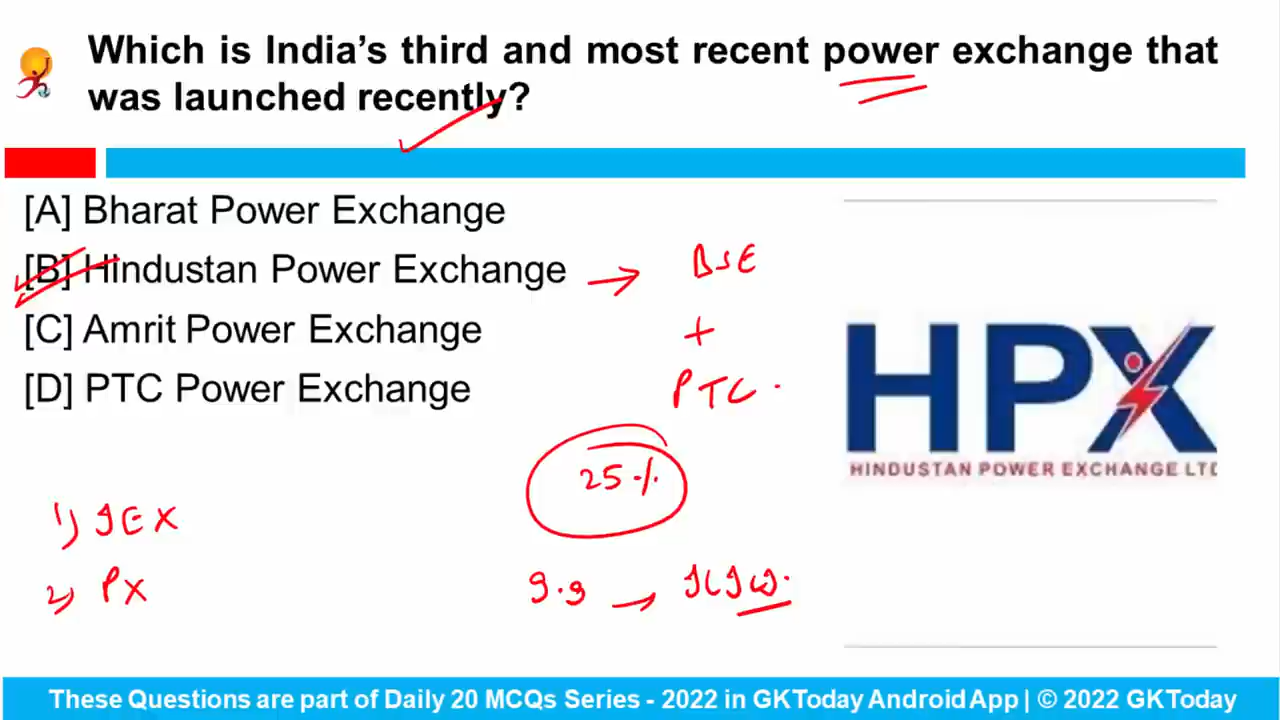 Which is India's third and most recent power exchange that
was launched recently?
[A] Bharat Power Exchange
[B] Hindustan Power Exchange
[C] Amrit Power Exchange
[D] PTC Power Exchange
→ BSE
+
PTC
25%
1) IEX
2) PX
HPX
HINDUSTAN POWER EXCHANGE LTD
These Questions are part of Daily 20 MCQs Series - 2022 in GKToday Android App | © 2022 GKToday